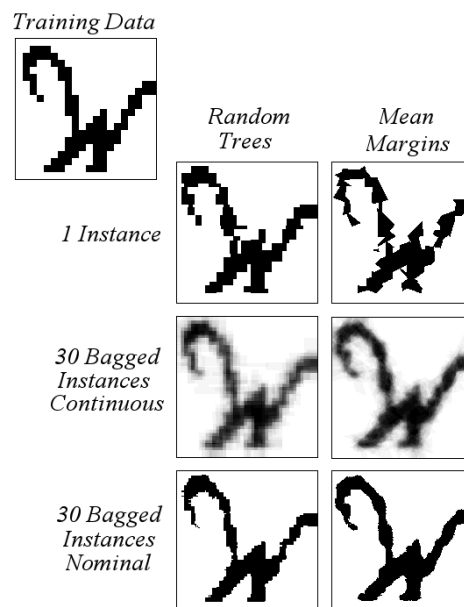 Training Data
Random
Trees
Mean
Margins
1 Instance
30 Bagged
Instances
Continuous
30 Bagged
Instances
Nominal